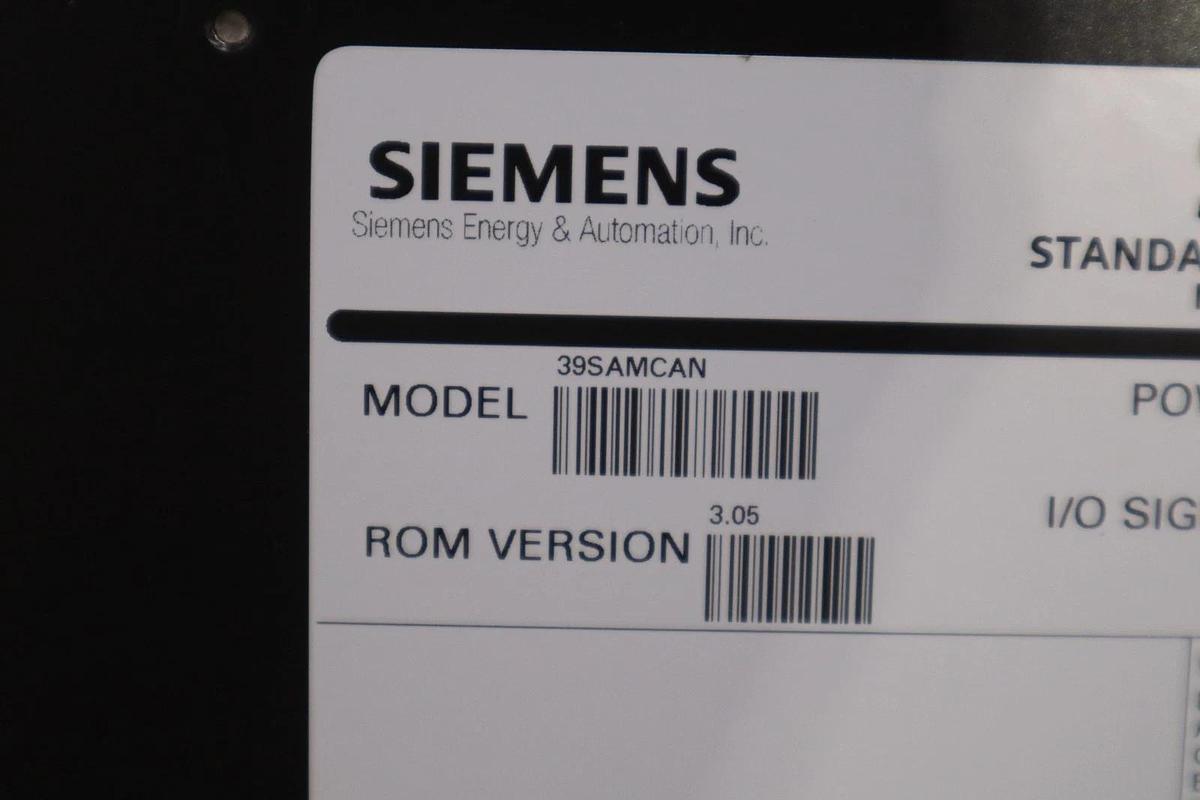 SIEMENS
Siemens Energy & Automation, Inc.
STANDA
39SAMCAN
MODEL
POW
3.05
I/O SIG
ROM VERSION